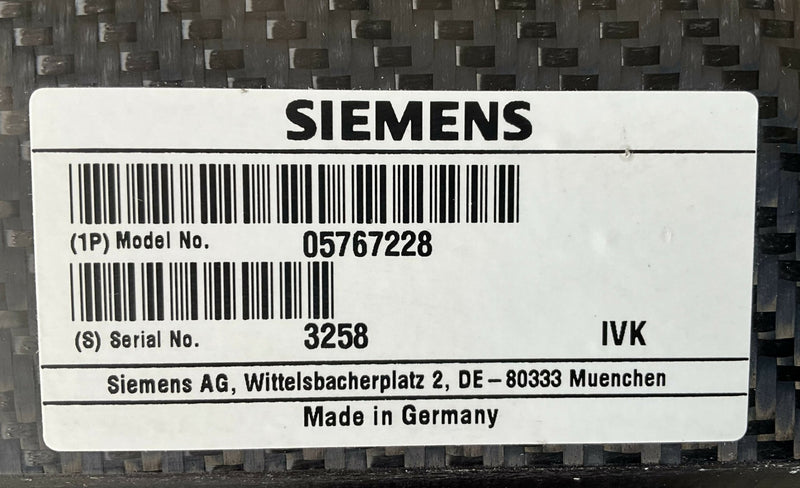 SIEMENS
(1P) Model No. 05767228
(S) Serial No. 3258 IVK
Siemens AG, Wittelsbacherplatz 2, DE – 80333 Muenchen
Made in Germany